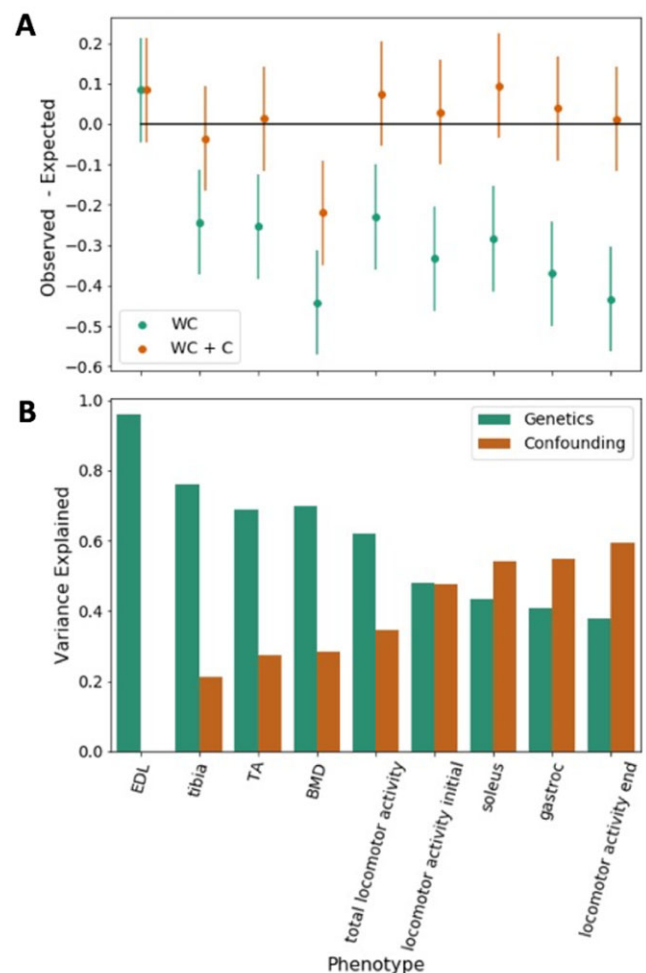 A
0.2
0.1
0.0
−0.1
−0.2
−0.3
−0.4
−0.5
−0.6
Observed - Expected
WC
WC + C
B
1.0
0.8
0.6
0.4
0.2
0.0
Variance Explained
Genetics
Confounding
EDL
tibia
TA
BMD
total locomotor activity
locomotor activity initial
soleus
gastroc
locomotor activity end
Phenotype